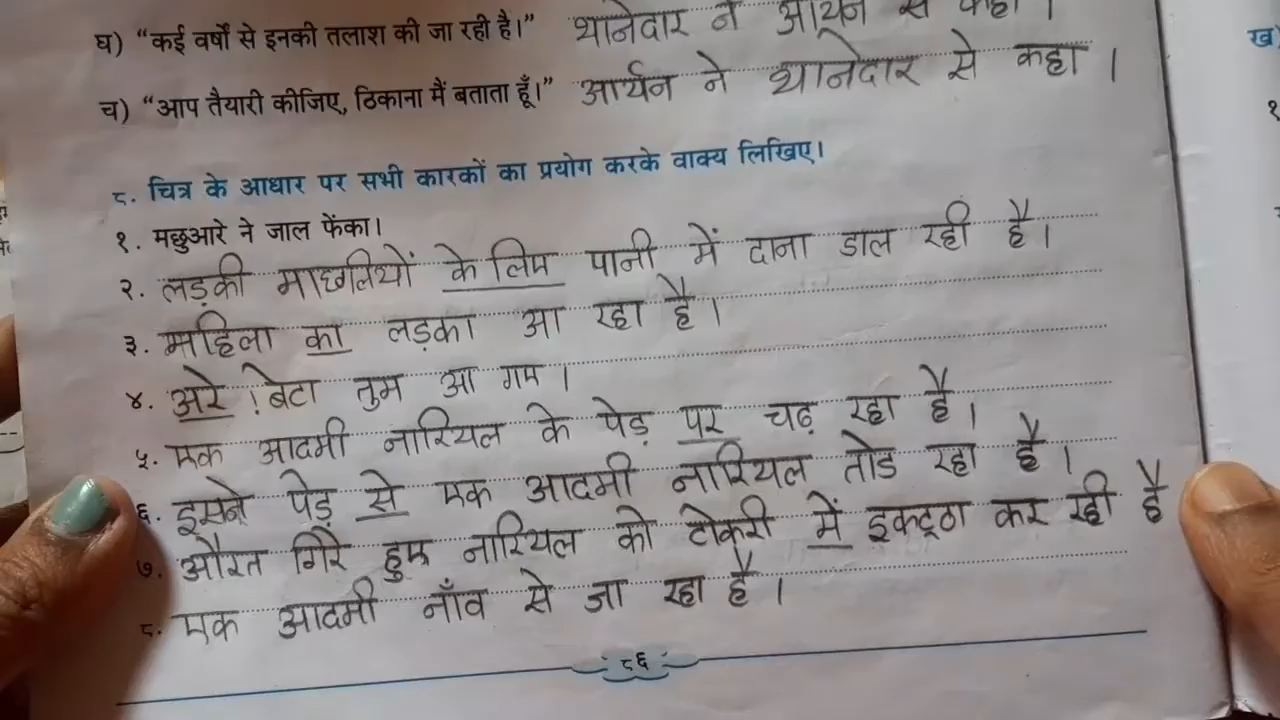 घ) “कई वर्षों से इनकी तलाश की जा रही है।” थानेदार ने आर्यन से कहा ।
च) “आप तैयारी कीजिए, ठिकाना मैं बताता हूँ।” आर्यन ने थानेदार से कहा ।
८. चित्र के आधार पर सभी कारकों का प्रयोग करके वाक्य लिखिए।
१. मछुआरे ने जाल फेंका।
२. लड़की माछलियों के लिए पानी में दाना डाल रही है ।
३. महिला का लड़का आ रहा है ।
४. अरे ! बेटा तुम आ गए ।
५. एक आदमी नारियल के पेड़ पर चढ़ रहा है ।
६. इसने पेड़ से एक आदमी नारियल तोड रहा है ।
७. औरत गिरे हुए नारियल को टोकरी में इकट्ठा कर रही है
८. एक आदमी नाँव से जा रहा है ।
८६
ख)
१